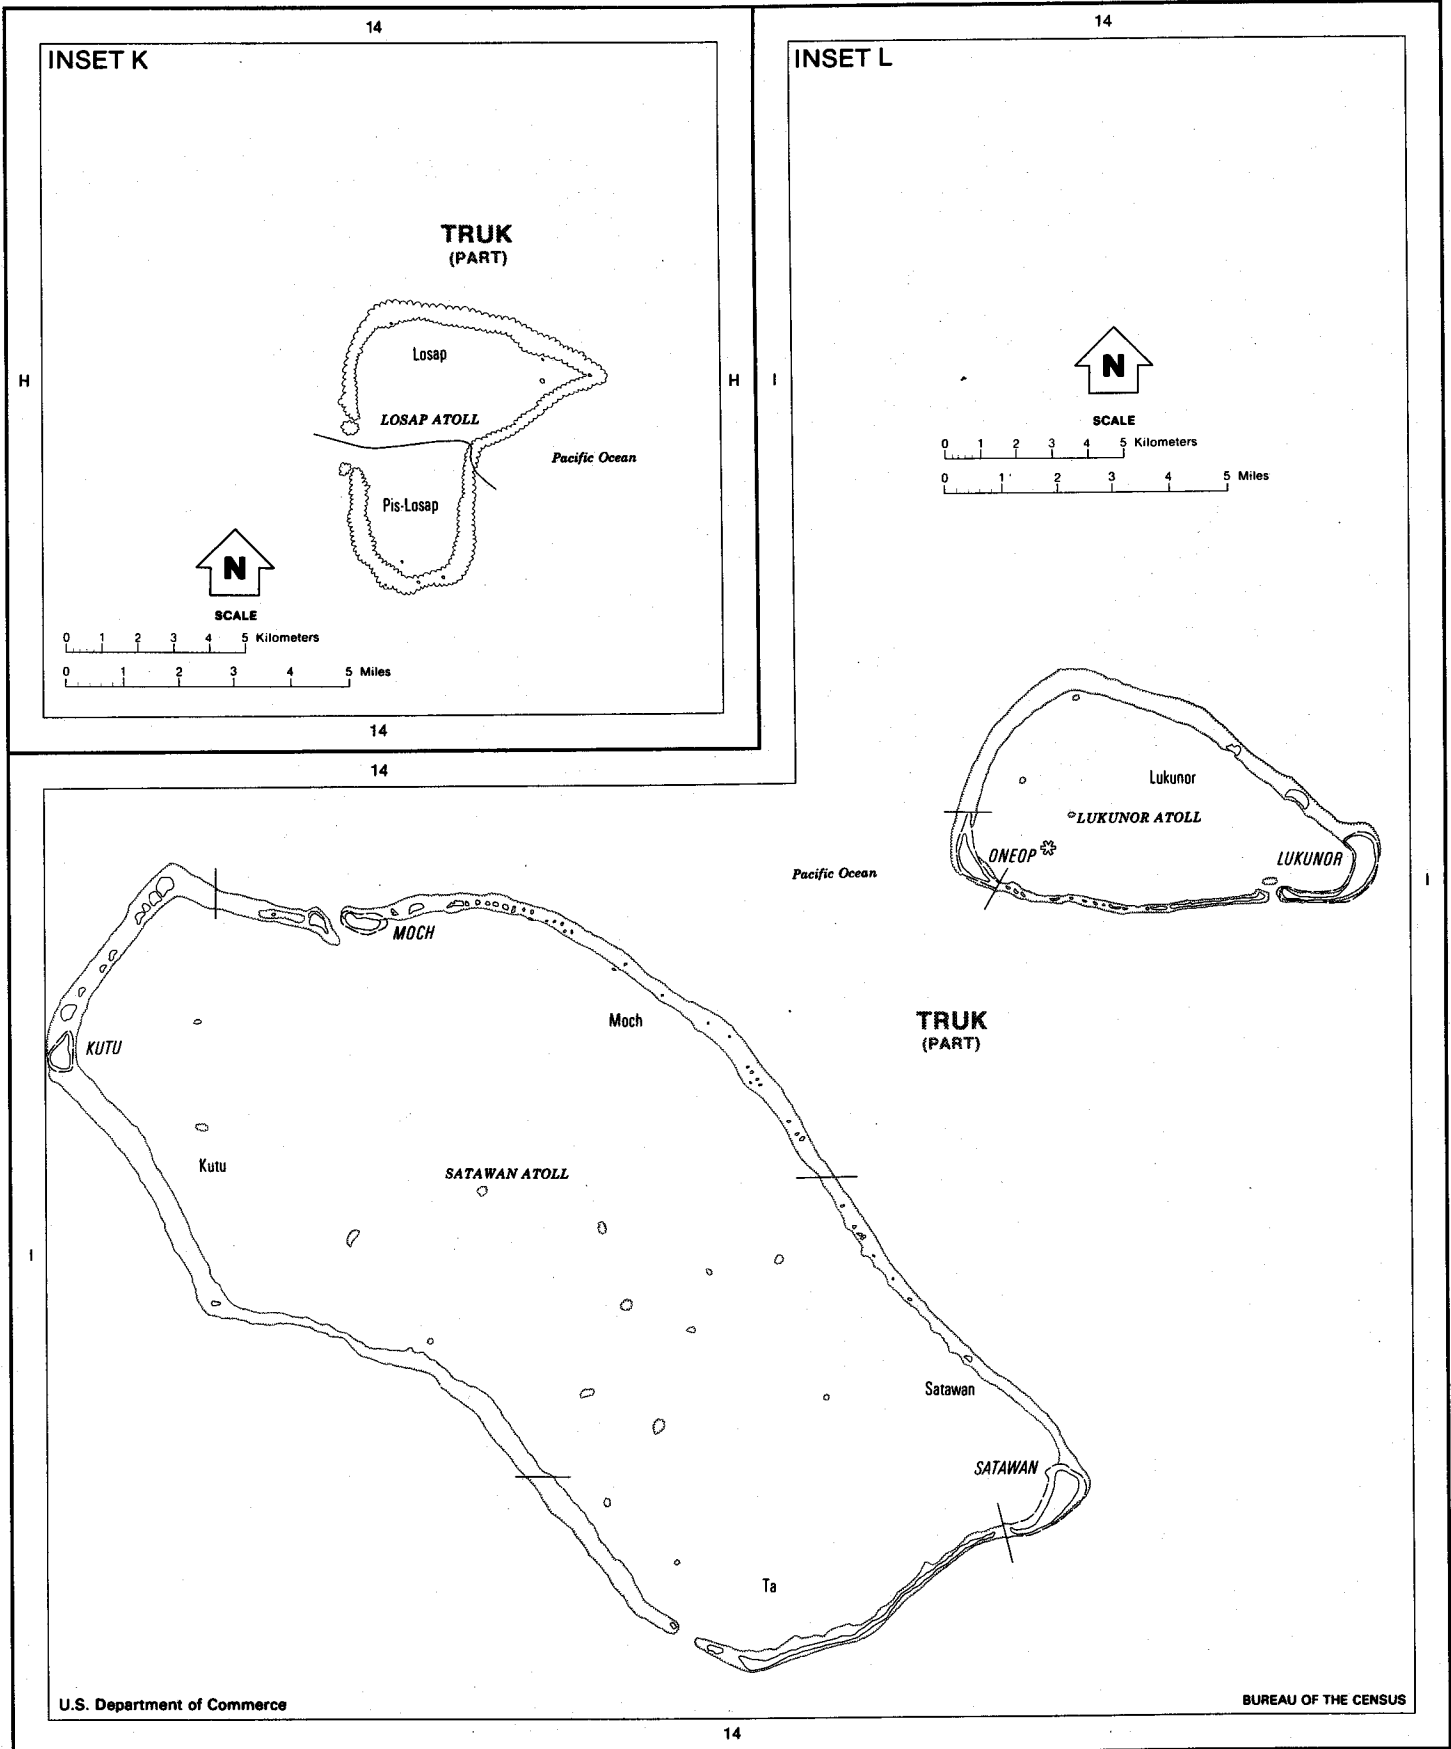 14
INSET K
TRUK
(PART)
Losap
H
H
LOSAP ATOLL
Pacific Ocean
Pis-Losap
N
SCALE
0 1 2 3 4 5 Kilometers
0 1 2 3 4 5 Miles
14
14
INSET L
I
N
SCALE
0 1 2 3 4 5 Kilometers
0 1 2 3 4 5 Miles
14
Lukunor
LUKUNOR ATOLL
ONEOP
LUKUNOR
Pacific Ocean
I
MOCH
Moch
TRUK
(PART)
KUTU
Kutu
SATAWAN ATOLL
I
Satawan
SATAWAN
Ta
U.S. Department of Commerce
BUREAU OF THE CENSUS
14